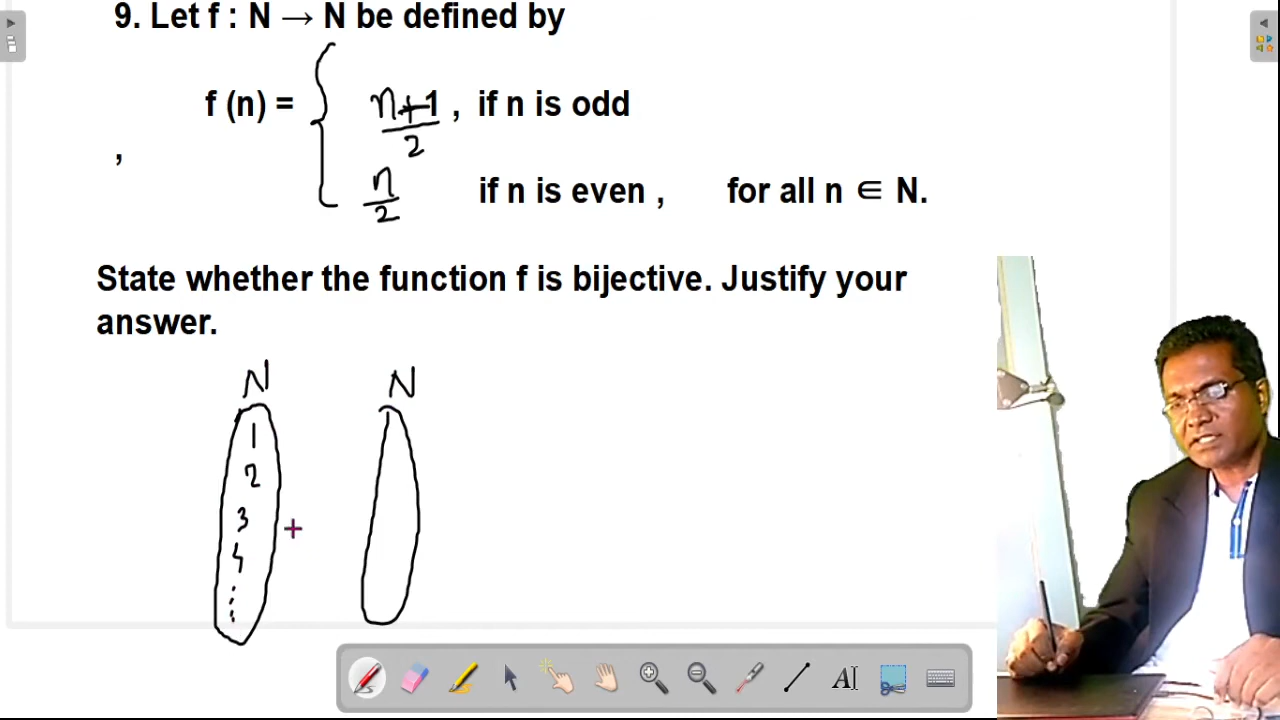 9. Let f : N → N be defined by
f (n) = { n+1/2 , if n is odd
,
n/2 if n is even , for all n ∈ N.
State whether the function f is bijective. Justify your
answer.
N N
1
2
3
4
⋮
AI